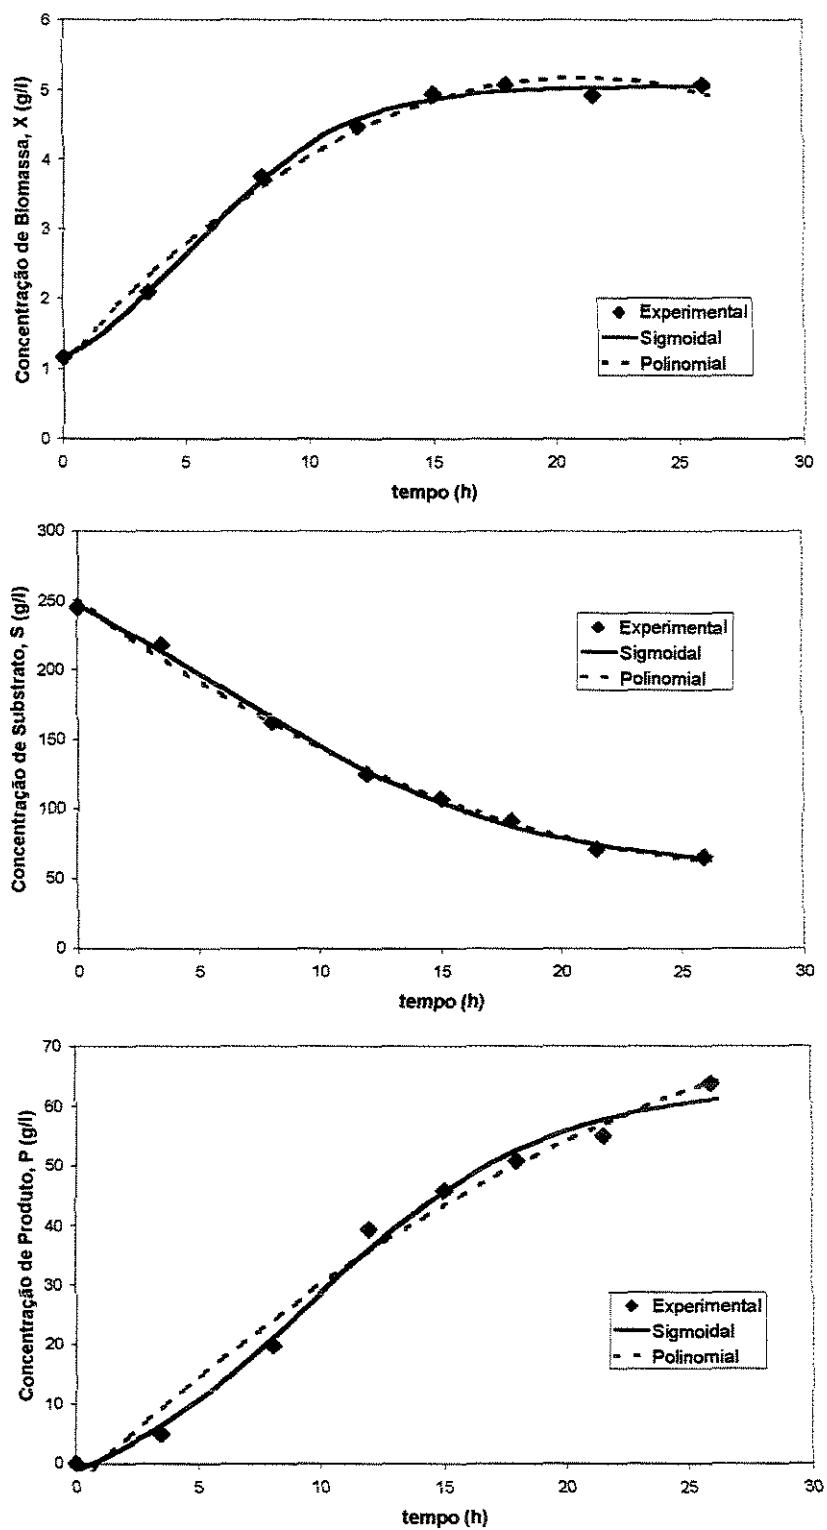 Concentração de Biomassa, X (g/l)
6
5
4
3
2
1
0
0 5 10 15 20 25 30
tempo (h)
Experimental
Sigmoidal
Polinomial
Concentração de Substrato, S (g/l)
300
250
200
150
100
50
0
0 5 10 15 20 25 30
tempo (h)
Experimental
Sigmoidal
Polinomial
Concentração de Produto, P (g/l)
70
60
50
40
30
20
10
0
0 5 10 15 20 25 30
tempo (h)
Experimental
Sigmoidal
Polinomial